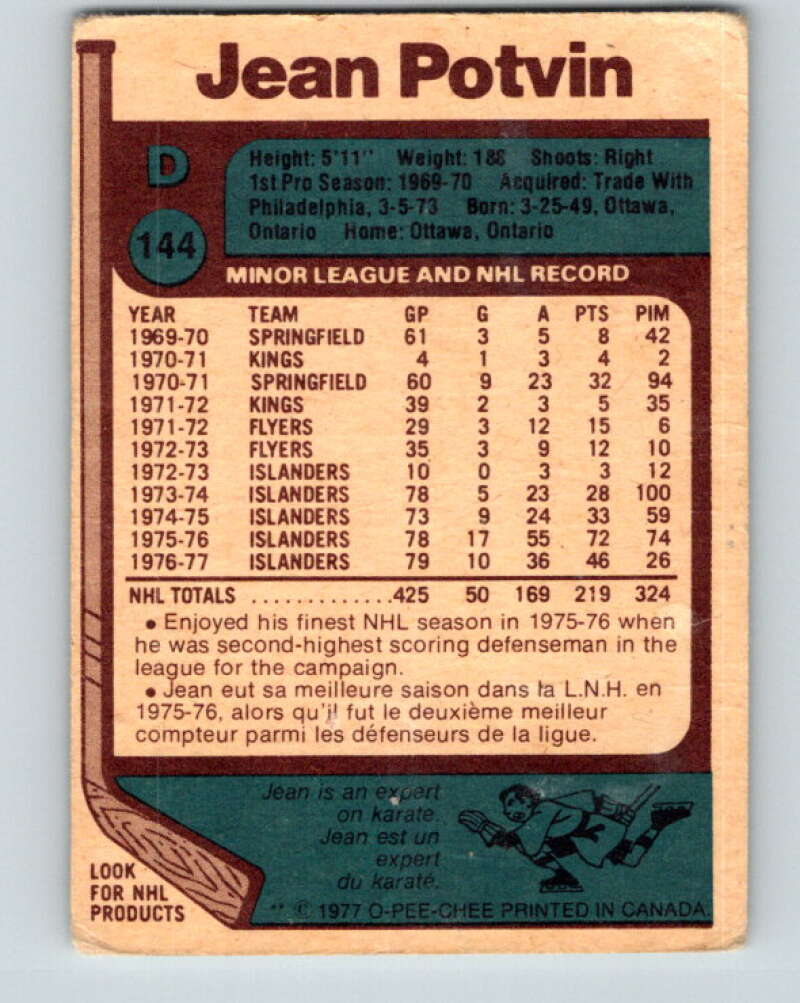 Jean Potvin
D
Height: 5'11" Weight: 188 Shoots: Right
1st Pro Season: 1969-70 Acquired: Trade With
Philadelphia, 3-5-73 Born: 3-25-49, Ottawa,
Ontario Home: Ottawa, Ontario
144
MINOR LEAGUE AND NHL RECORD
YEAR TEAM GP G A PTS PIM
1969-70 SPRINGFIELD 61 3 5 8 42
1970-71 KINGS 4 1 3 4 2
1970-71 SPRINGFIELD 60 9 23 32 94
1971-72 KINGS 39 2 3 5 35
1971-72 FLYERS 29 3 12 15 6
1972-73 FLYERS 35 3 9 12 10
1972-73 ISLANDERS 10 0 3 3 12
1973-74 ISLANDERS 78 5 23 28 100
1974-75 ISLANDERS 73 9 24 33 59
1975-76 ISLANDERS 78 17 55 72 74
1976-77 ISLANDERS 79 10 36 46 26
NHL TOTALS .............425 50 169 219 324
• Enjoyed his finest NHL season in 1975-76 when
he was second-highest scoring defenseman in the
league for the campaign.
• Jean eut sa meilleure saison dans la L.N.H. en
1975-76, alors qu'il fut le deuxième meilleur
compteur parmi les défenseurs de la ligue.
Jean is an expert
on karate.
Jean est un
expert
du karaté.
LOOK
FOR NHL
PRODUCTS
** © 1977 O-PEE-CHEE PRINTED IN CANADA.